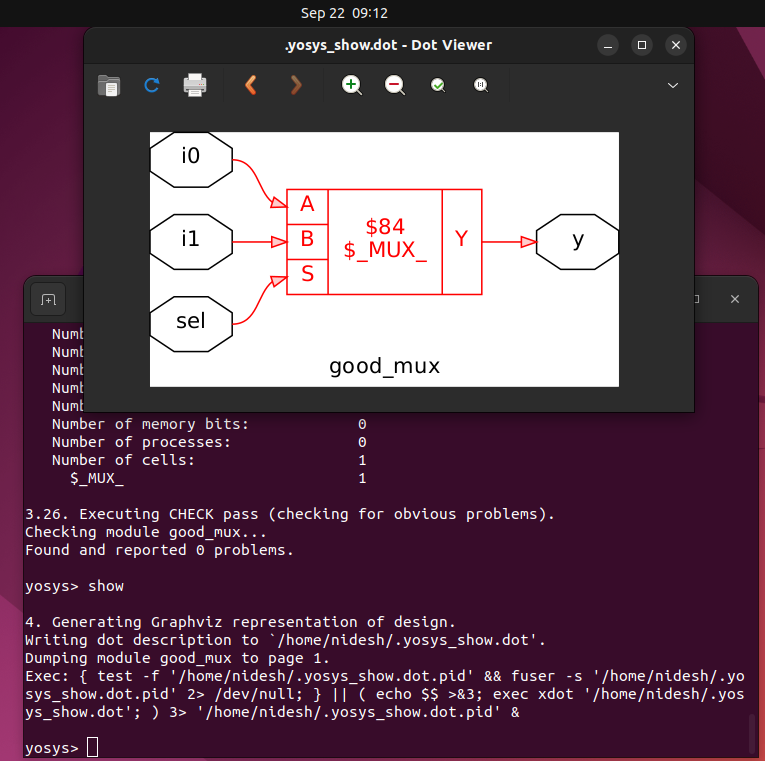 Sep 22 09:12
.yosys_show.dot - Dot Viewer
i0
i1
sel
A
B
S
$84
$_MUX_
Y
y
good_mux
Numb
Numb
Numb
Numb
Numb
Number of memory bits: 0
Number of processes: 0
Number of cells: 1
$_MUX_ 1
3.26. Executing CHECK pass (checking for obvious problems).
Checking module good_mux...
Found and reported 0 problems.
yosys> show
4. Generating Graphviz representation of design.
Writing dot description to `/home/nidesh/.yosys_show.dot'.
Dumping module good_mux to page 1.
Exec: { test -f '/home/nidesh/.yosys_show.dot.pid' && fuser -s '/home/nidesh/.yo
sys_show.dot.pid' 2> /dev/null; } || ( echo $$ >&3; exec xdot '/home/nidesh/.yos
ys_show.dot'; ) 3> '/home/nidesh/.yosys_show.dot.pid' &
yosys>